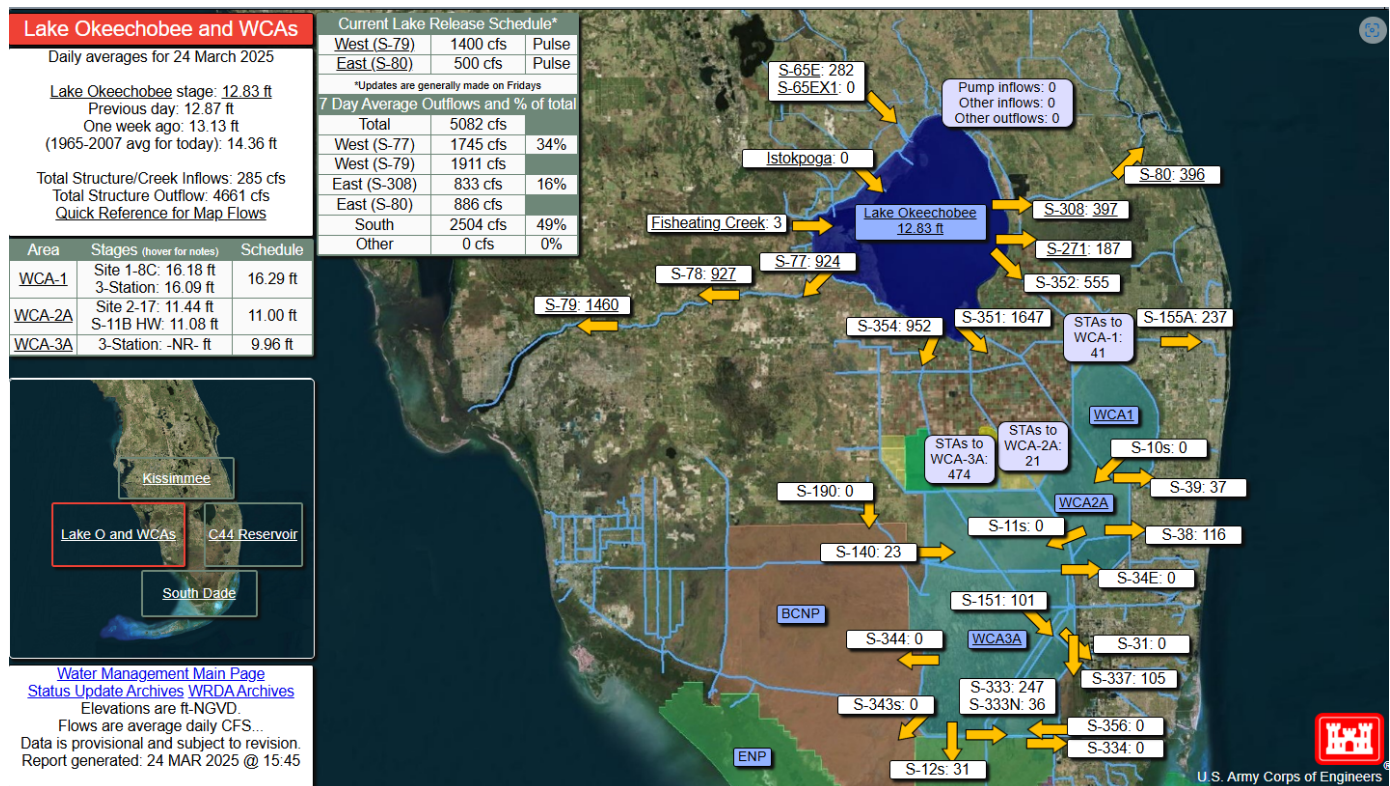 Lake Okeechobee and WCAs
Daily averages for 24 March 2025
Lake Okeechobee stage: 12.83 ft
Previous day: 12.87 ft
One week ago: 13.13 ft
(1965-2007 avg for today): 14.36 ft
Total Structure/Creek Inflows: 285 cfs
Total Structure Outflow: 4661 cfs
Quick Reference for Map Flows
Area Stages (hover for notes) Schedule
WCA-1 Site 1-8C: 16.18 ft 16.29 ft
3-Station: 16.09 ft
WCA-2A Site 2-17: 11.44 ft 11.00 ft
S-11B HW: 11.08 ft
WCA-3A 3-Station: -NR- ft 9.96 ft
Current Lake Release Schedule*
West (S-79) 1400 cfs Pulse
East (S-80) 500 cfs Pulse
*Updates are generally made on Fridays
7 Day Average Outflows and % of total
Total 5082 cfs
West (S-77) 1745 cfs 34%
West (S-79) 1911 cfs
East (S-308) 833 cfs 16%
East (S-80) 886 cfs
South 2504 cfs 49%
Other 0 cfs 0%
Kissimmee
Lake O and WCAs
C44 Reservoir
South Dade
Water Management Main Page
Status Update Archives WRDA Archives
Elevations are ft-NGVD.
Flows are average daily CFS...
Data is provisional and subject to revision.
Report generated: 24 MAR 2025 @ 15:45
S-65E: 282
S-65EX1: 0
Pump inflows: 0
Other inflows: 0
Other outflows: 0
Istokpoga: 0
S-80: 396
Fisheating Creek: 3
Lake Okeechobee
12.83 ft
S-308: 397
S-271: 187
S-77: 924
S-78: 927
S-352: 555
S-79: 1460
S-354: 952
S-351: 1647
STAs to
WCA-1:
41
S-155A: 237
WCA1
STAs to
WCA-3A:
474
STAs to
WCA-2A:
21
S-10s: 0
S-39: 37
S-190: 0
WCA2A
S-11s: 0
S-38: 116
S-140: 23
S-34E: 0
S-151: 101
BCNP
S-344: 0
WCA3A
S-31: 0
S-337: 105
S-333: 247
S-333N: 36
S-343s: 0
S-356: 0
S-334: 0
ENP
S-12s: 31
U.S. Army Corps of Engineers ®